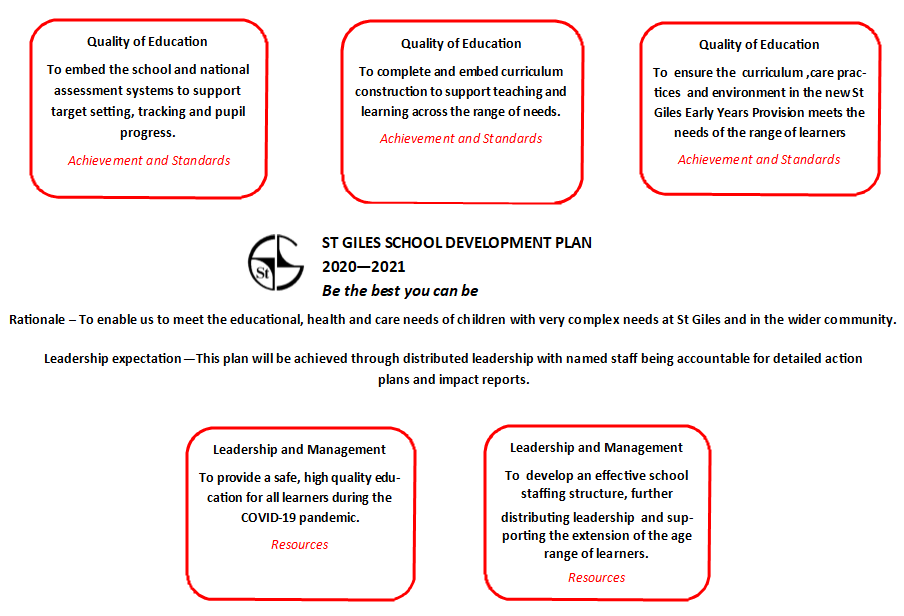 Quality of Education
To embed the school and national
assessment systems to support
target setting, tracking and pupil
progress.
Achievement and Standards
Quality of Education
To complete and embed curriculum
construction to support teaching and
learning across the range of needs.
Achievement and Standards
Quality of Education
To ensure the curriculum ,care prac-
tices and environment in the new St
Giles Early Years Provision meets the
needs of the range of learners
Achievement and Standards
St
ST GILES SCHOOL DEVELOPMENT PLAN
2020—2021
Be the best you can be
Rationale – To enable us to meet the educational, health and care needs of children with very complex needs at St Giles and in the wider community.
Leadership expectation —This plan will be achieved through distributed leadership with named staff being accountable for detailed action
plans and impact reports.
Leadership and Management
To provide a safe, high quality edu-
cation for all learners during the
COVID-19 pandemic.
Resources
Leadership and Management
To develop an effective school
staffing structure, further
distributing leadership and sup-
porting the extension of the age
range of learners.
Resources